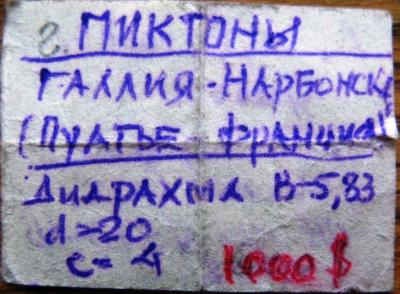 г. ПИКТОНЫ
ГАЛЛИЯ-НАРБОНСК
(ПУАТЬЕ - ФРАНЦИЯ)
ДИДРАХМА В-5,83
d=20
с=4 1000$